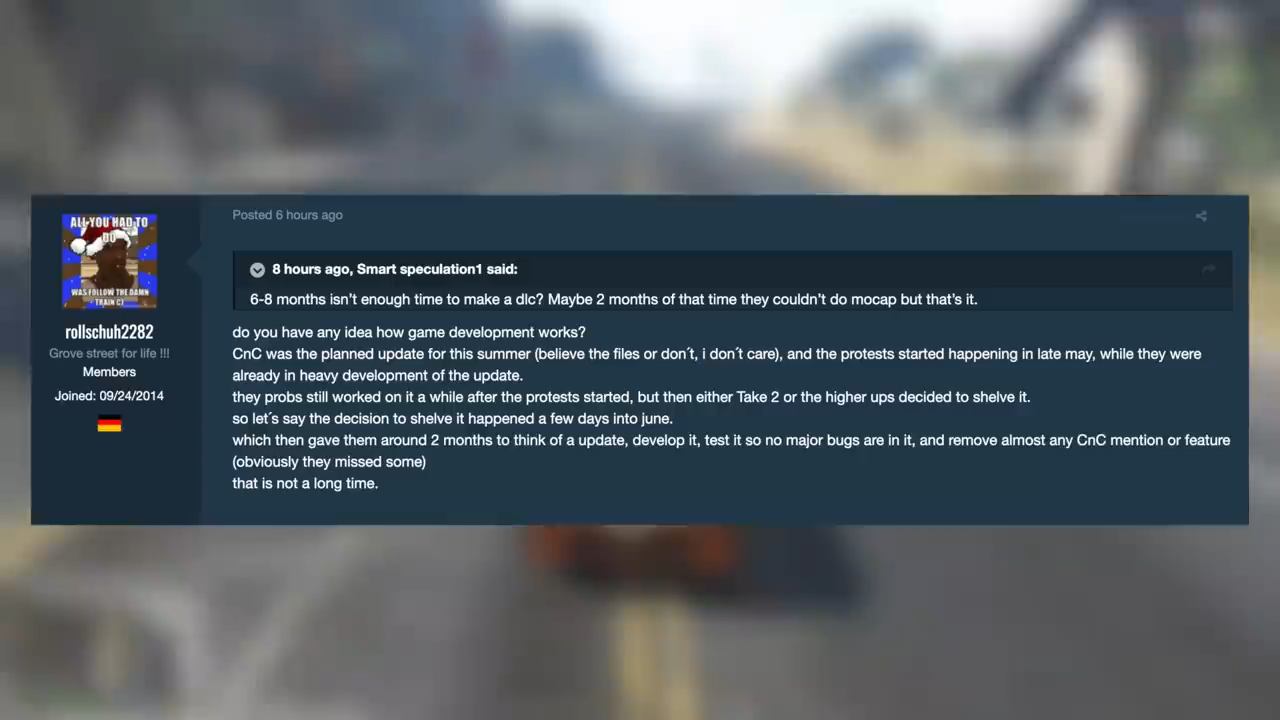 ALL YOU HAD TO
DO
WAS FOLLOW THE DAMN
TRAIN CJ
rollschuh2282
Grove street for life !!!
Members
Joined: 09/24/2014
Posted 6 hours ago
8 hours ago, Smart speculation1 said:
6-8 months isn't enough time to make a dlc? Maybe 2 months of that time they couldn't do mocap but that's it.
do you have any idea how game development works?
CnC was the planned update for this summer (believe the files or don´t, i don´t care), and the protests started happening in late may, while they were
already in heavy development of the update.
they probs still worked on it a while after the protests started, but then either Take 2 or the higher ups decided to shelve it.
so let´s say the decision to shelve it happened a few days into june.
which then gave them around 2 months to think of a update, develop it, test it so no major bugs are in it, and remove almost any CnC mention or feature
(obviously they missed some)
that is not a long time.